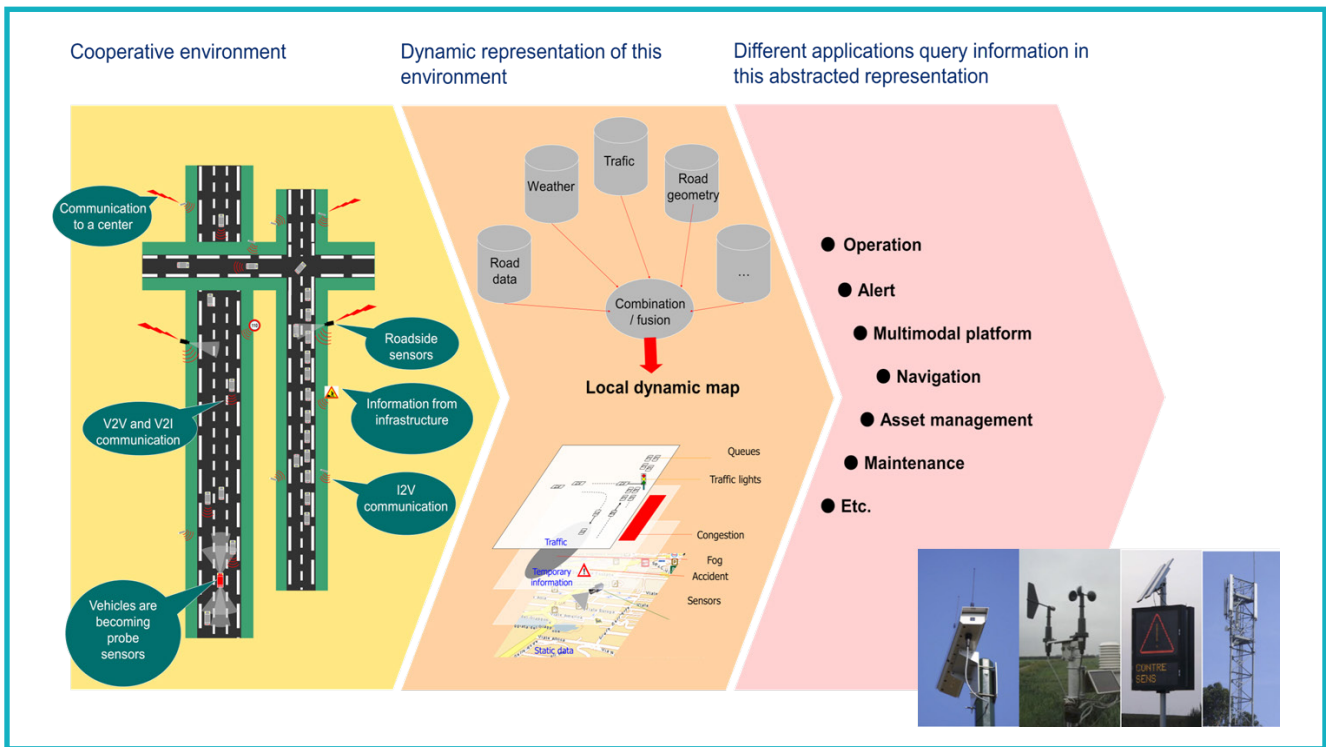 Cooperative environment
Dynamic representation of this
environment
Different applications query information in
this abstracted representation
Communication
to a center
Roadside
sensors
V2V and V2I
communication
Information from
infrastructure
I2V
communication
Vehicles are
becoming
probe
sensors
110
Trafic
Weather
Road
geometry
Road
data
...
Combination
/ fusion
Local dynamic map
Queues
Traffic lights
Congestion
Traffic
Fog
Temporary
information
Accident
Sensors
Static data
Operation
Alert
Multimodal platform
Navigation
Asset management
Maintenance
Etc.
CONTRE
SENS